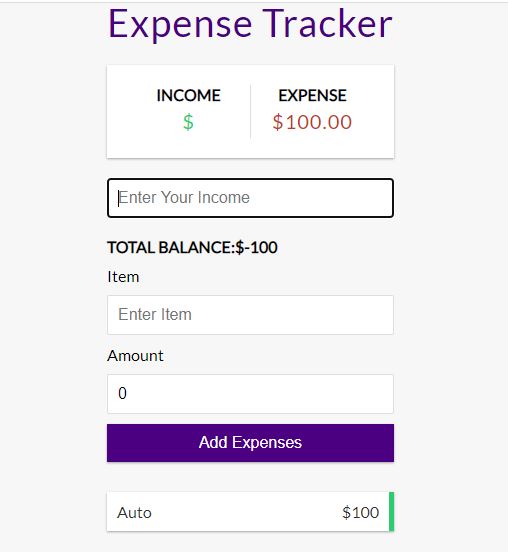 Expense Tracker
INCOME EXPENSE
$ $100.00
Enter Your Income
TOTAL BALANCE:$-100
Item
Enter Item
Amount
0
Add Expenses
Auto $100